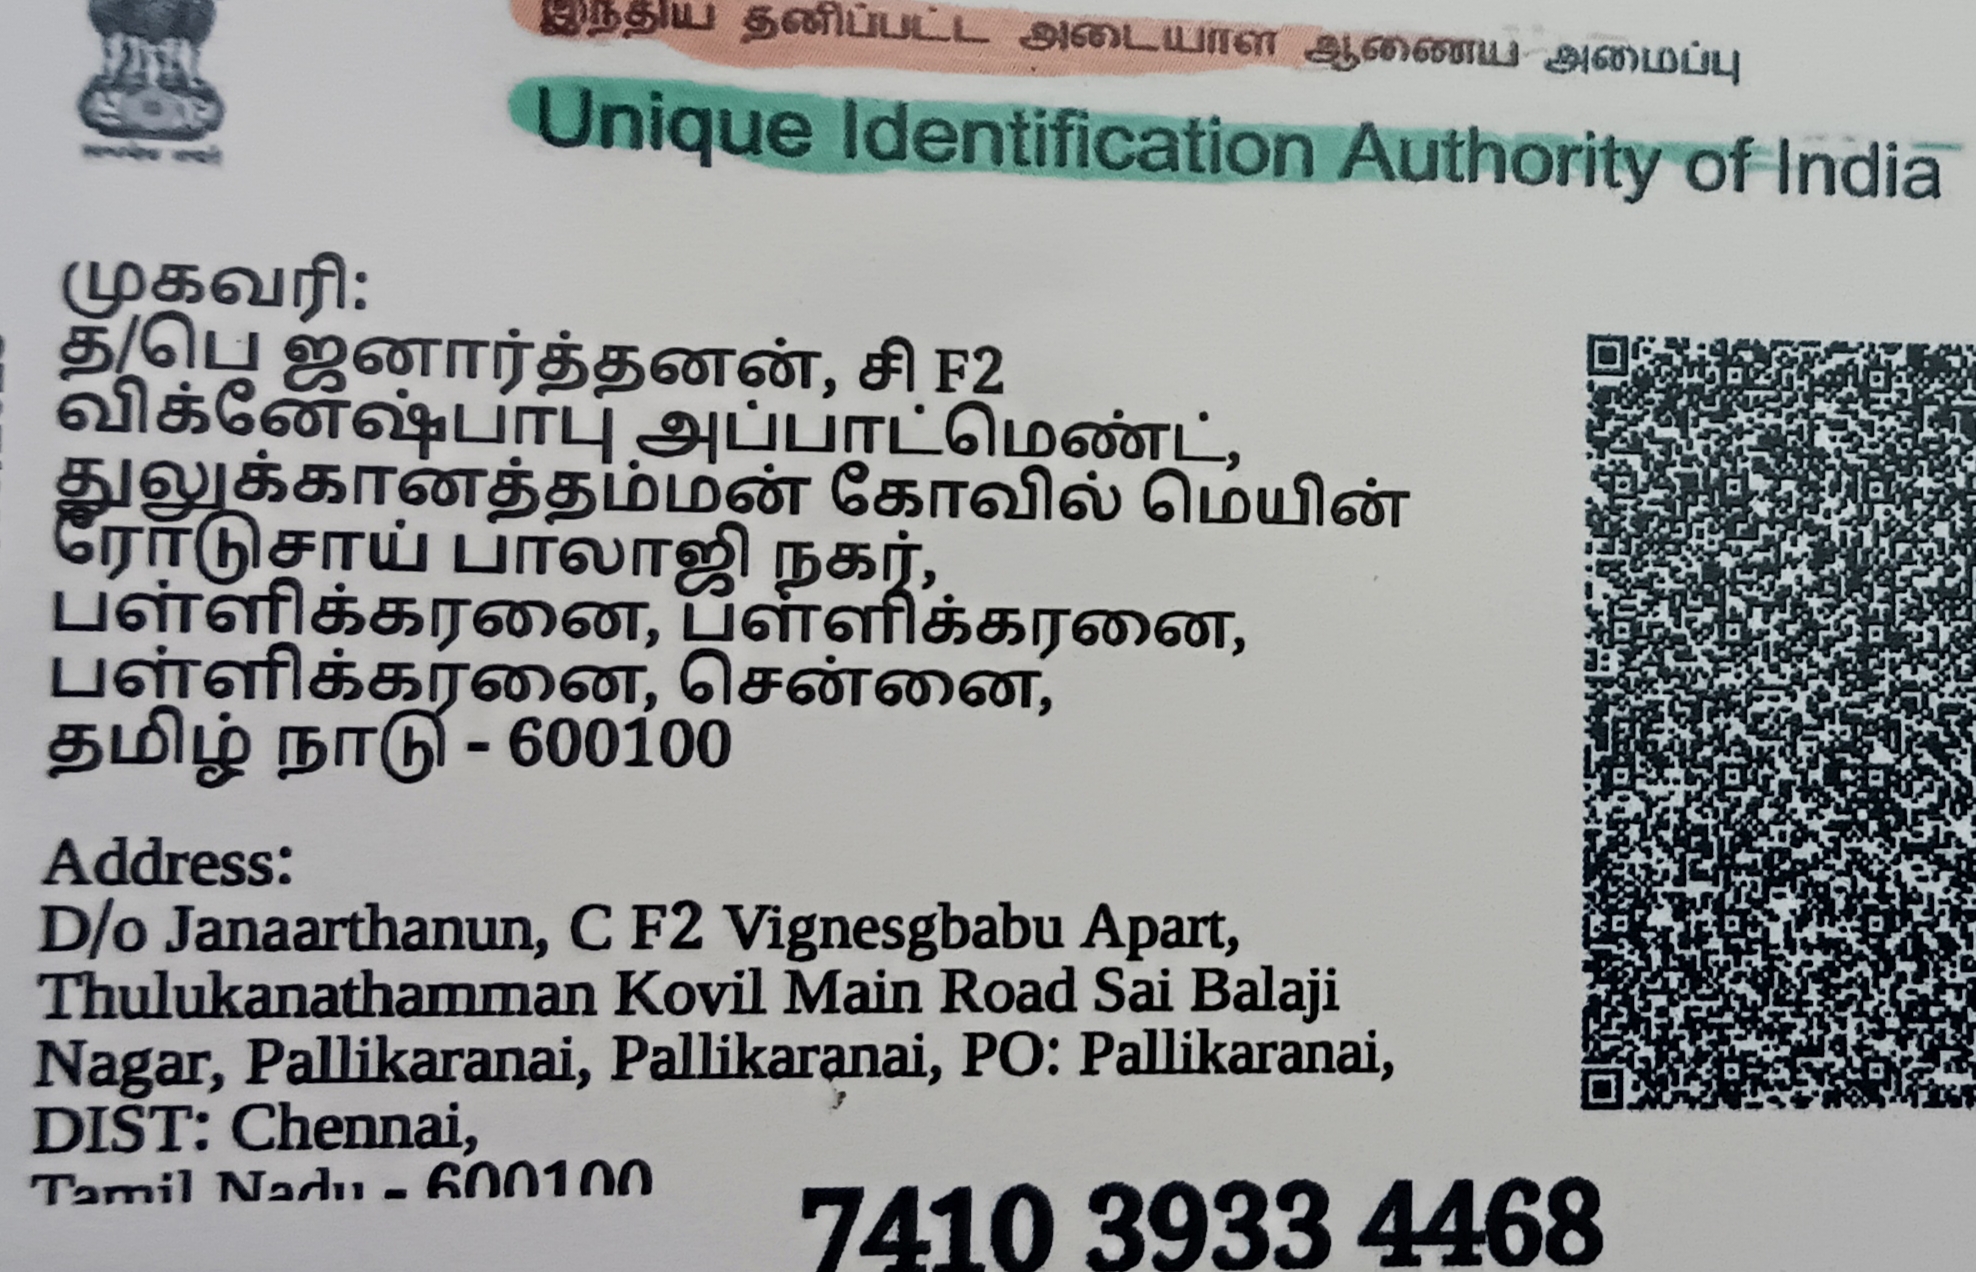 இந்திய தனிப்பட்ட அடையாள ஆணைய அமைப்பு
Unique Identification Authority of India
முகவரி:
த/பெ ஜனார்த்தனன், சி F2
விக்னேஷ்பாபு அப்பார்ட்மெண்ட்,
துலுக்கானத்தம்மன் கோவில் மெயின்
ரோடுசாய் பாலாஜி நகர்,
பள்ளிக்கரனை, பள்ளிக்கரனை,
பள்ளிக்கரனை, சென்னை,
தமிழ் நாடு - 600100
Address:
D/o Janaarthanun, C F2 Vignesgbabu Apart,
Thulukanathamman Kovil Main Road Sai Balaji
Nagar, Pallikaranai, Pallikaranai, PO: Pallikaranai,
DIST: Chennai,
Tamil Nadu - 600100
7410 3933 4468